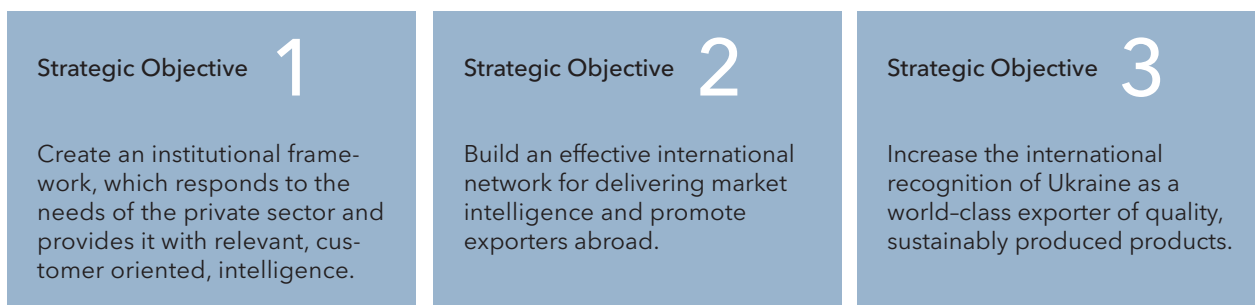 Strategic Objective 1
Create an institutional frame-
work, which responds to the
needs of the private sector and
provides it with relevant, cus-
tomer oriented, intelligence.
Strategic Objective 2
Build an effective international
network for delivering market
intelligence and promote
exporters abroad.
Strategic Objective 3
Increase the international
recognition of Ukraine as a
world–class exporter of quality,
sustainably produced products.